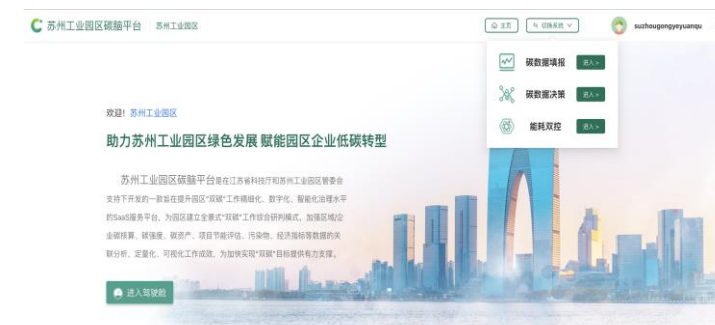 苏州工业园区碳脑平台 苏州工业园区
主页 切换系统 suzhougongyeyuanqu
碳数据填报 进入 >
碳数据决策 进入 >
能耗双控 进入 >
欢迎! 苏州工业园区
助力苏州工业园区绿色发展 赋能园区企业低碳转型
苏州工业园区碳脑平台是在江苏省科技厅和苏州工业园区管委会
支持下开发的一款旨在提升园区“双碳”工作精细化、数字化、智能化治理水平
的SaaS服务平台，为园区建立全景式“双碳”工作综合研判模式，加强区域/企
业碳核算、碳强度、碳资产、项目节能评估、污染物、经济指标等数据的关
联分析，定量化、可视化工作成效，为加快实现“双碳”目标提供有力支撑。
进入驾驶舱